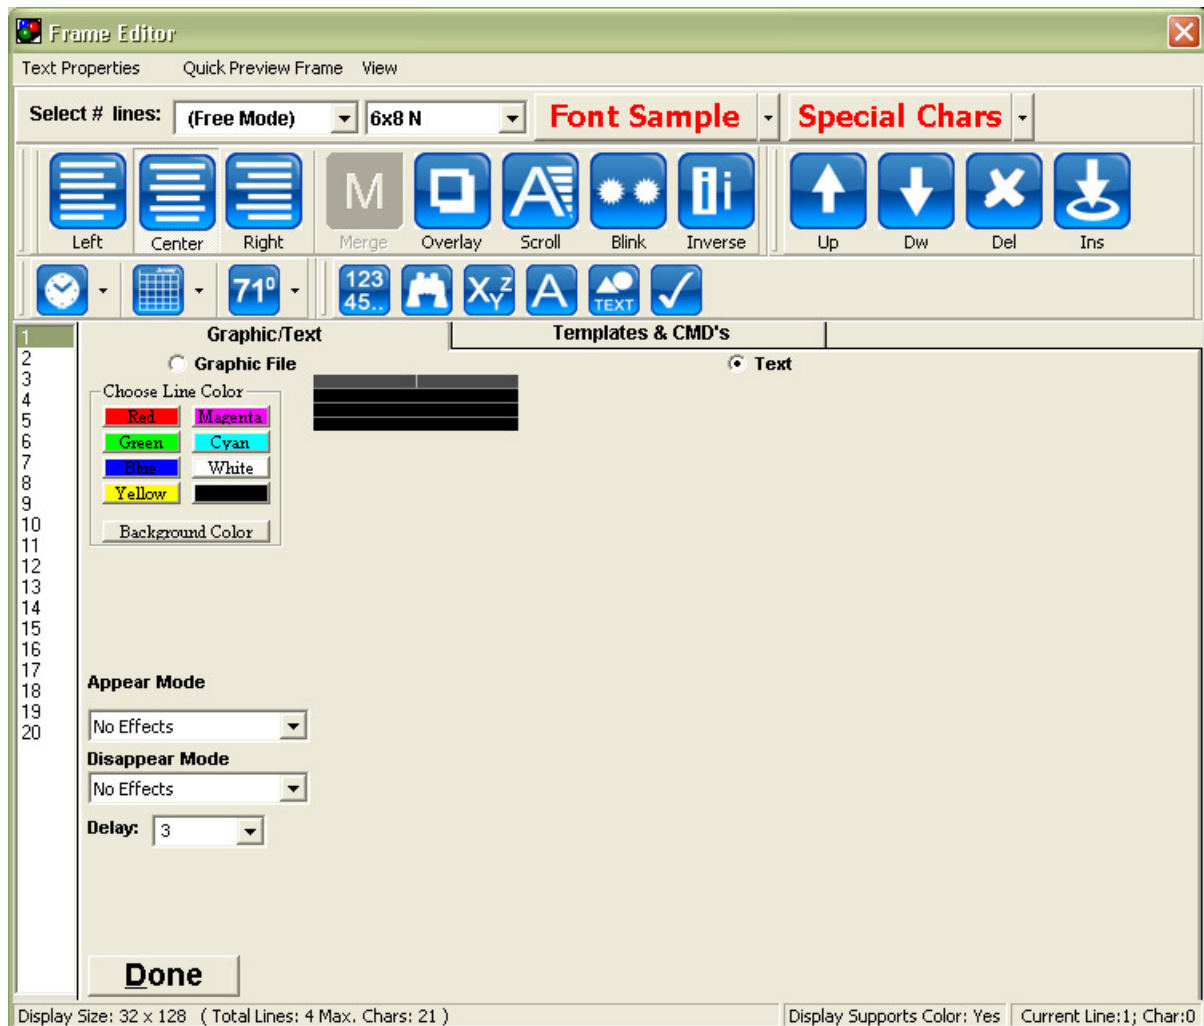 Frame Editor
Text Properties Quick Preview Frame View
Select # lines: (Free Mode) 6x8 N Font Sample Special Chars
M A i
Left Center Right Merge Overlay Scroll Blink Inverse Up Dw Del Ins
January 71° 123 45.. XYZ A TEXT
Graphic/Text Templates & CMD's
Graphic File Text
Choose Line Color
Red Magenta
Green Cyan
Blue White
Yellow
Background Color
1
2
3
4
5
6
7
8
9
10
11
12
13
14
15
16
17
18
19
20
Appear Mode
No Effects
Disappear Mode
No Effects
Delay: 3
Done
Display Size: 32 x 128 ( Total Lines: 4 Max. Chars: 21 ) Display Supports Color: Yes Current Line:1; Char:0